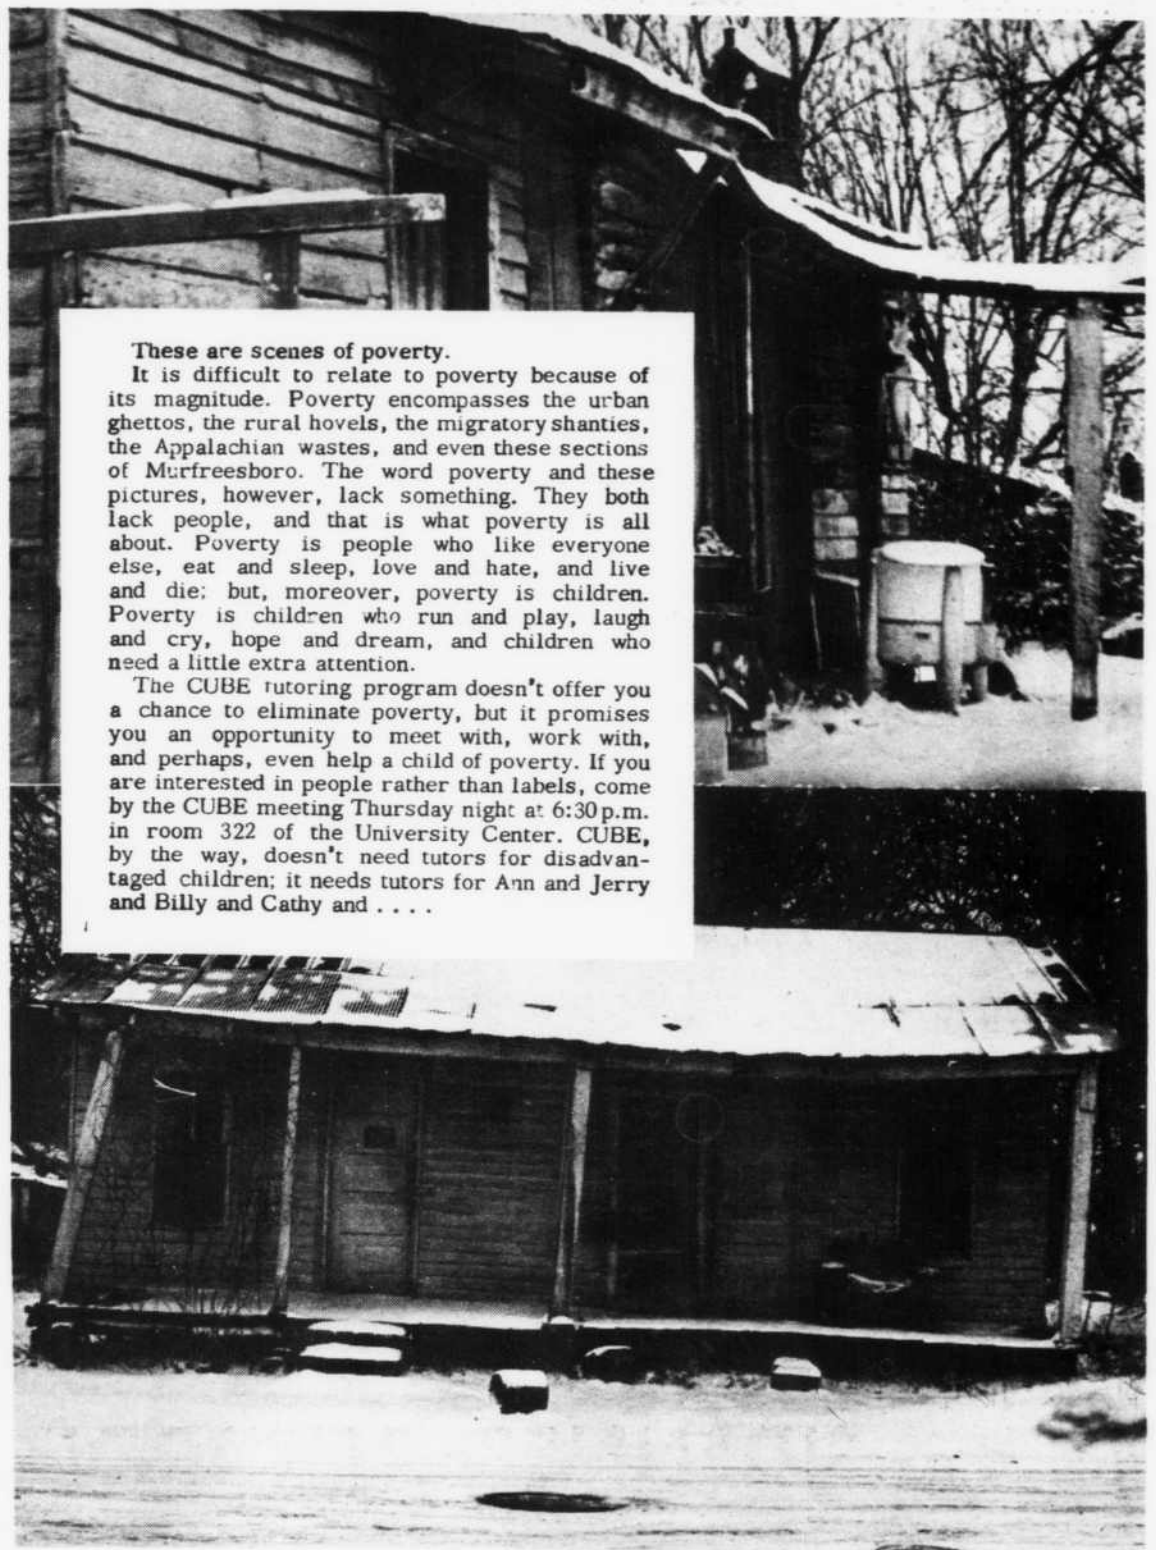 These are scenes of poverty.
It is difficult to relate to poverty because of
its magnitude. Poverty encompasses the urban
ghettos, the rural hovels, the migratory shanties,
the Appalachian wastes, and even these sections
of Murfreesboro. The word poverty and these
pictures, however, lack something. They both
lack people, and that is what poverty is all
about. Poverty is people who like everyone
else, eat and sleep, love and hate, and live
and die; but, moreover, poverty is children.
Poverty is children who run and play, laugh
and cry, hope and dream, and children who
need a little extra attention.
The CUBE tutoring program doesn't offer you
a chance to eliminate poverty, but it promises
you an opportunity to meet with, work with,
and perhaps, even help a child of poverty. If you
are interested in people rather than labels, come
by the CUBE meeting Thursday night at 6:30 p.m.
in room 322 of the University Center. CUBE,
by the way, doesn't need tutors for disadvan-
taged children; it needs tutors for Ann and Jerry
and Billy and Cathy and . . . .